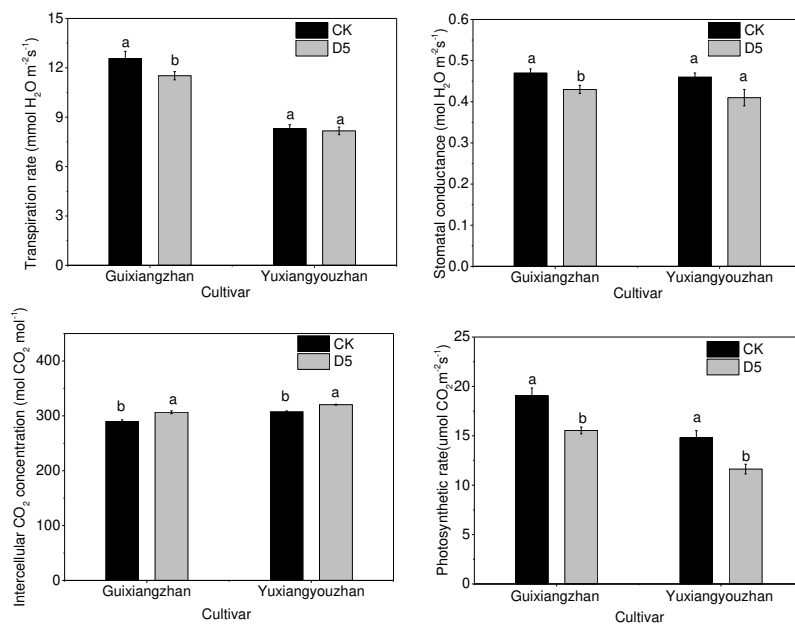 Transpiration rate (mmol H₂O m⁻²s⁻¹)
15
12
9
6
3
0
CK
D5
a
b
a
a
Guixiangzhan
Yuxiangyouzhan
Cultivar
Stomatal conductance (mol H₂O m⁻²s⁻¹)
0.6
0.5
0.4
0.3
0.2
0.1
0.0
CK
D5
a
b
a
a
Guixiangzhan
Yuxiangyouzhan
Cultivar
Intercellular CO₂ concentration (mol CO₂ mol⁻¹)
400
300
200
100
0
CK
D5
b
a
b
a
Guixiangzhan
Yuxiangyouzhan
Cultivar
Photosynthetic rate(umol CO₂m⁻²s⁻¹)
25
20
15
10
5
0
CK
D5
a
b
a
b
Guixiangzhan
Yuxiangyouzhan
Cultivar